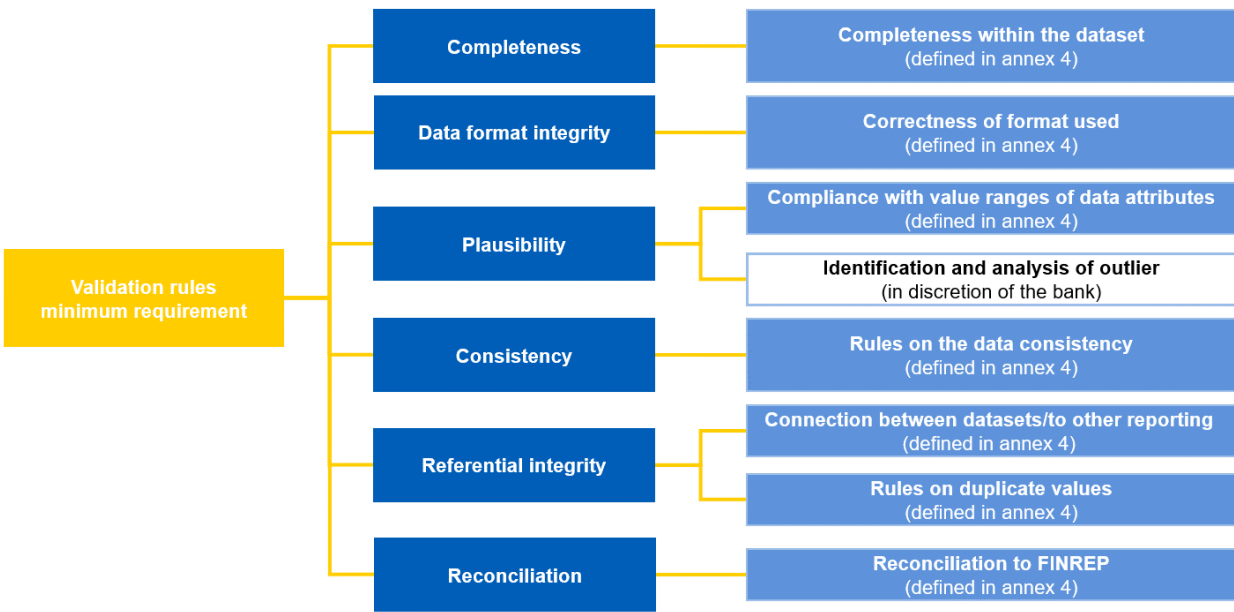 Validation rules
minimum requirement
Completeness
Completeness within the dataset
(defined in annex 4)
Data format integrity
Correctness of format used
(defined in annex 4)
Plausibility
Compliance with value ranges of data attributes
(defined in annex 4)
Identification and analysis of outlier
(in discretion of the bank)
Consistency
Rules on the data consistency
(defined in annex 4)
Referential integrity
Connection between datasets/to other reporting
(defined in annex 4)
Rules on duplicate values
(defined in annex 4)
Reconciliation
Reconciliation to FINREP
(defined in annex 4)